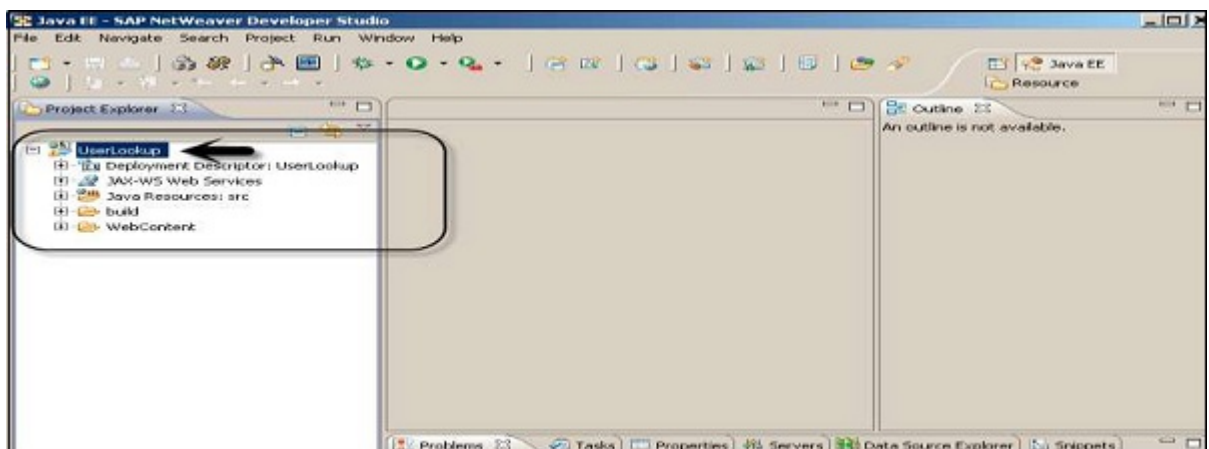 Java EE - SAP NetWeaver Developer Studio
File Edit Navigate Search Project Run Window Help
Java EE
Resource
Project Explorer
Outline
An outline is not available.
UserLookup
Deployment Descriptor: UserLookup
JAX-WS Web Services
Java Resources: src
build
WebContent
Problems Tasks Properties Servers Data Source Explorer Snippets